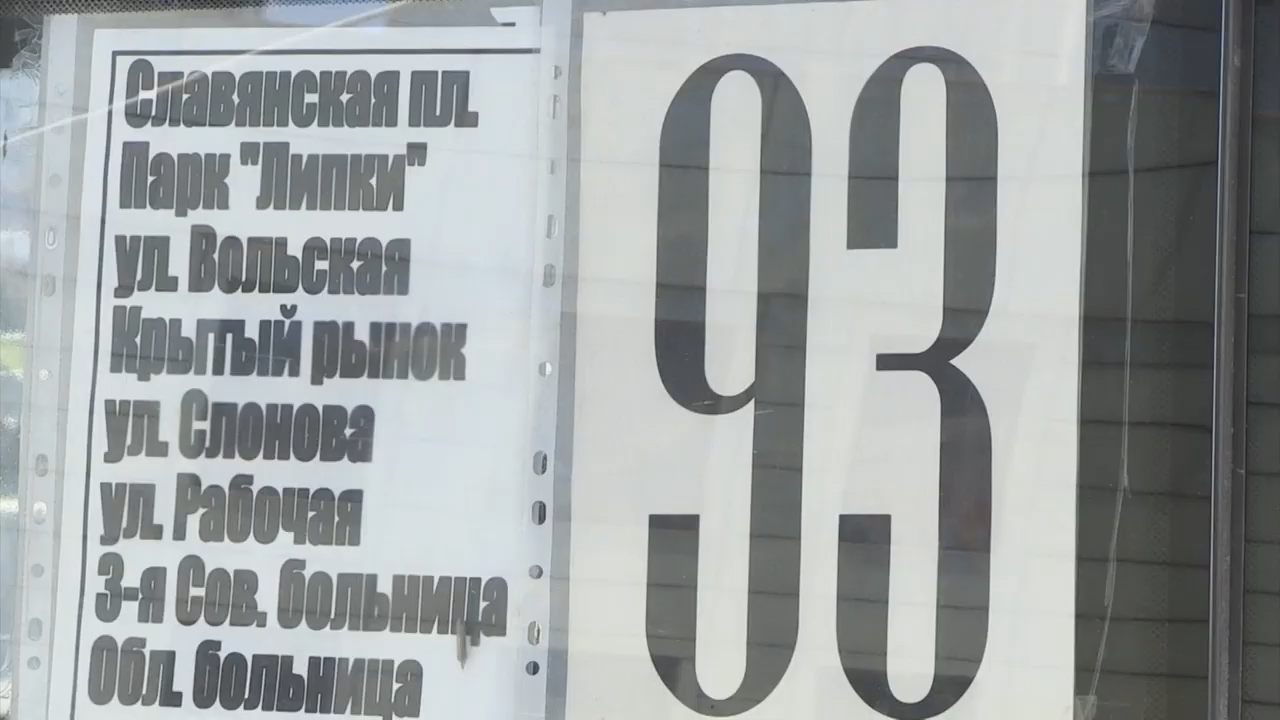 Славянская пл.
Парк "Липки"
ул. Вольская
Крытый рынок
ул. Слонова
ул. Рабочая
3-я Сов. больница
Обл. больница
93